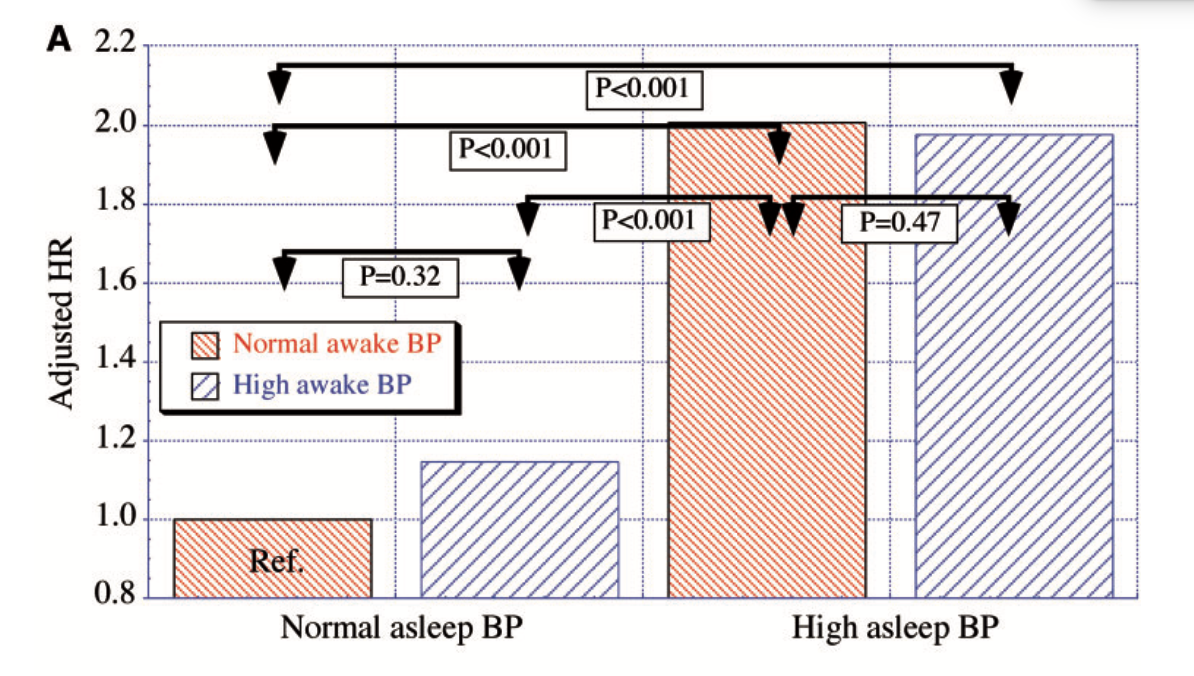 A
2.2
P<0.001
2.0
P<0.001
1.8
P<0.001
P=0.47
1.6
P=0.32
Adjusted HR
Normal awake BP
1.4
High awake BP
1.2
1.0
Ref.
0.8
Normal asleep BP
High asleep BP